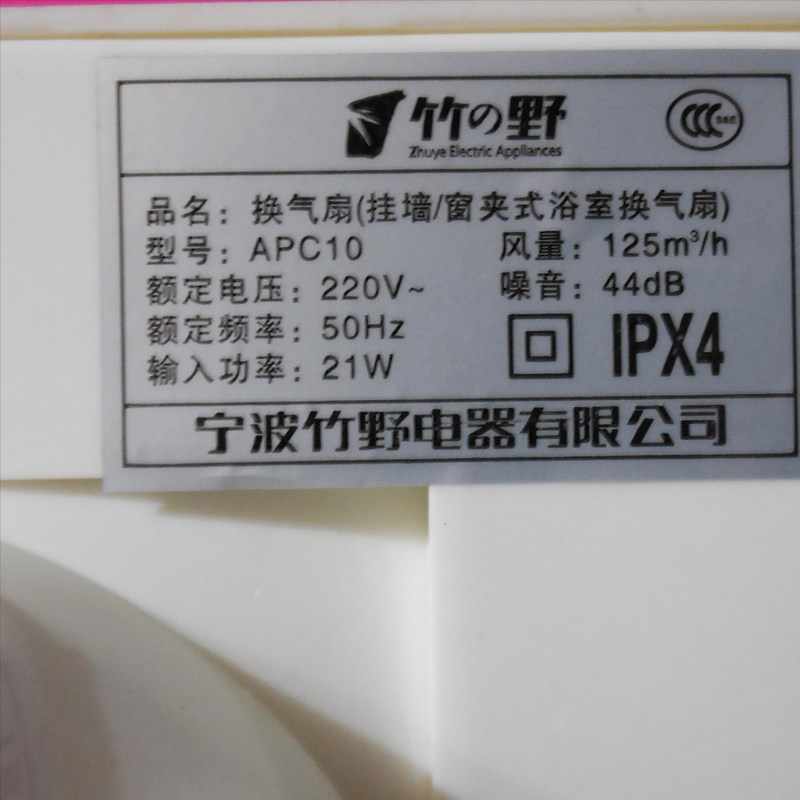 竹の野
Zhuye Electric Appliances
CCC S&E
品名：换气扇(挂墙/窗夹式浴室换气扇)
型号：APC10 风量：125m³/h
额定电压：220V~ 噪音：44dB
额定频率：50Hz
输入功率：21W
IPX4
宁波竹野电器有限公司